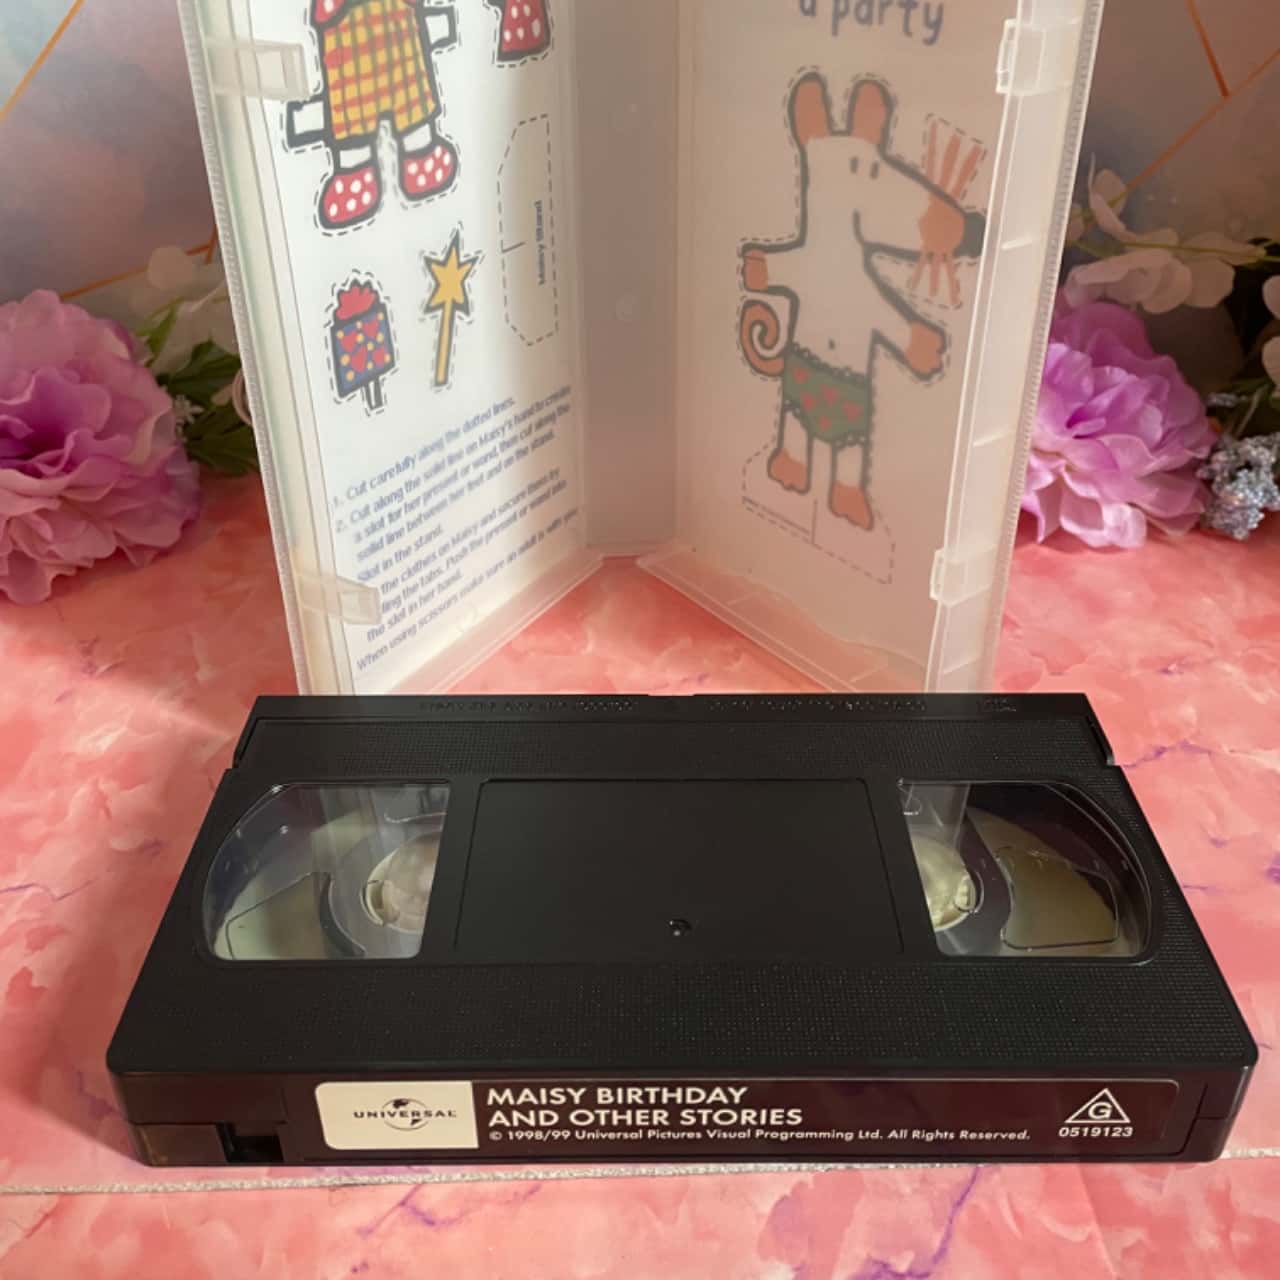 a party
Maisy Stand
1. Cut carefully along the dotted lines.
2. Cut along the solid line on Maisy's hand to create
a slot for her present or wand, then cut along the
solid line between her feet and on the stand.
slot in the stand.
the clothes on Maisy and secure them by
ding the tabs. Push the present or wand into
the slot in her hand.
When using scissors make sure an adult is with you.
UNIVERSAL
MAISY BIRTHDAY
AND OTHER STORIES
© 1998/99 Universal Pictures Visual Programming Ltd. All Rights Reserved.
G
0519123